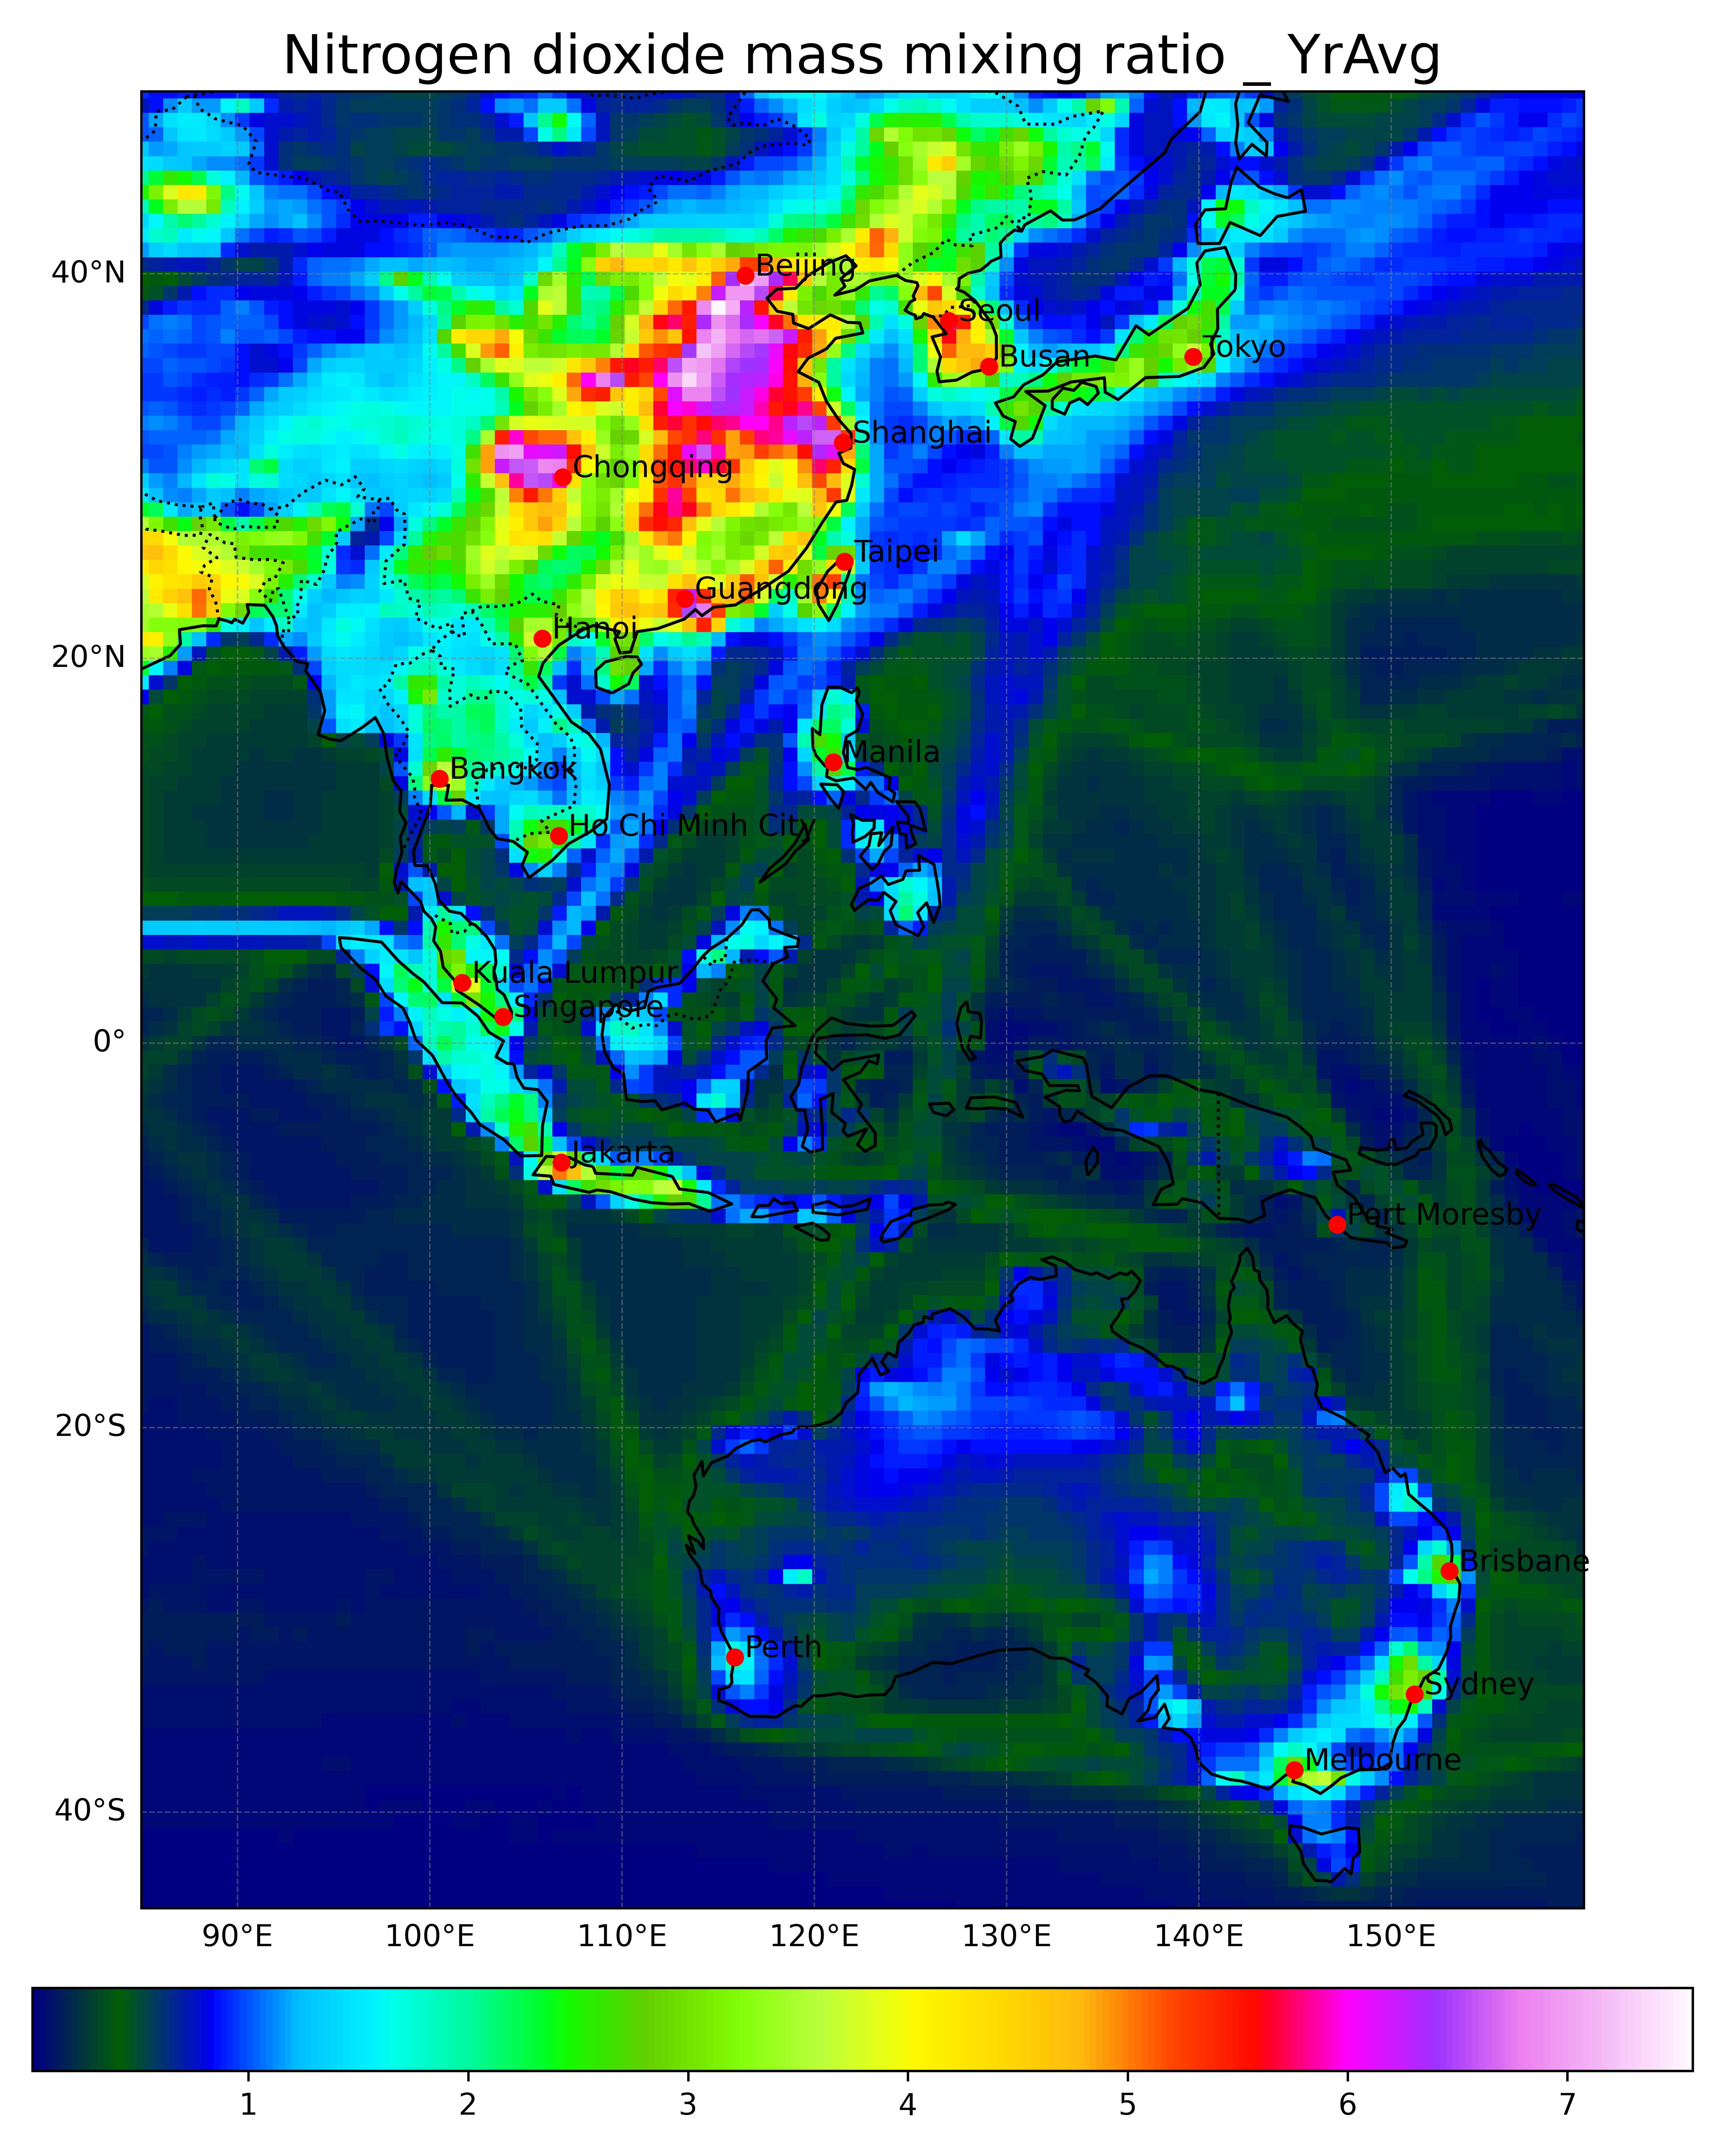 Nitrogen dioxide mass mixing ratio _ YrAvg
40°N
20°N
0°
20°S
40°S
Beijing
Seoul
Busan
Tokyo
Shanghai
Chongqing
Taipei
Guangdong
Hanoi
Manila
Bangkok
Ho Chi Minh City
Kuala Lumpur
Singapore
Jakarta
Port Moresby
Brisbane
Perth
Sydney
Melbourne
90°E 100°E 110°E 120°E 130°E 140°E 150°E
1 2 3 4 5 6 7